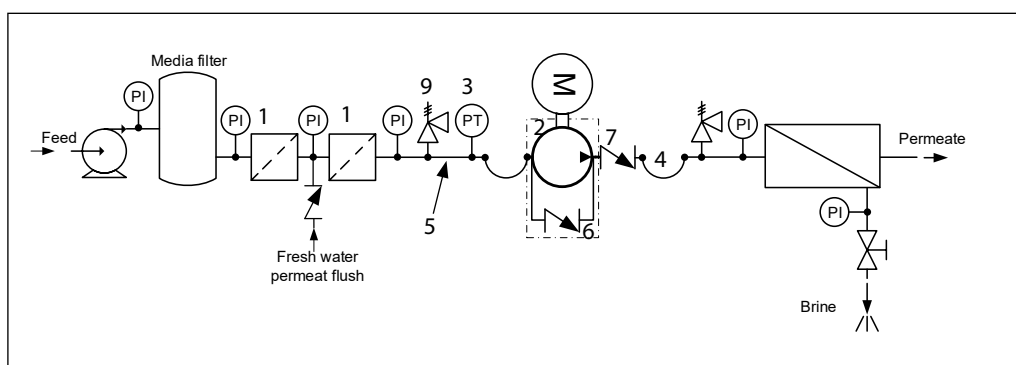 Media filter
9
3
M
PI
1
PI
1
PI
PT
2
7
PI
Feed
PI
4
Permeate
5
6
PI
Fresh water
permeat flush
Brine